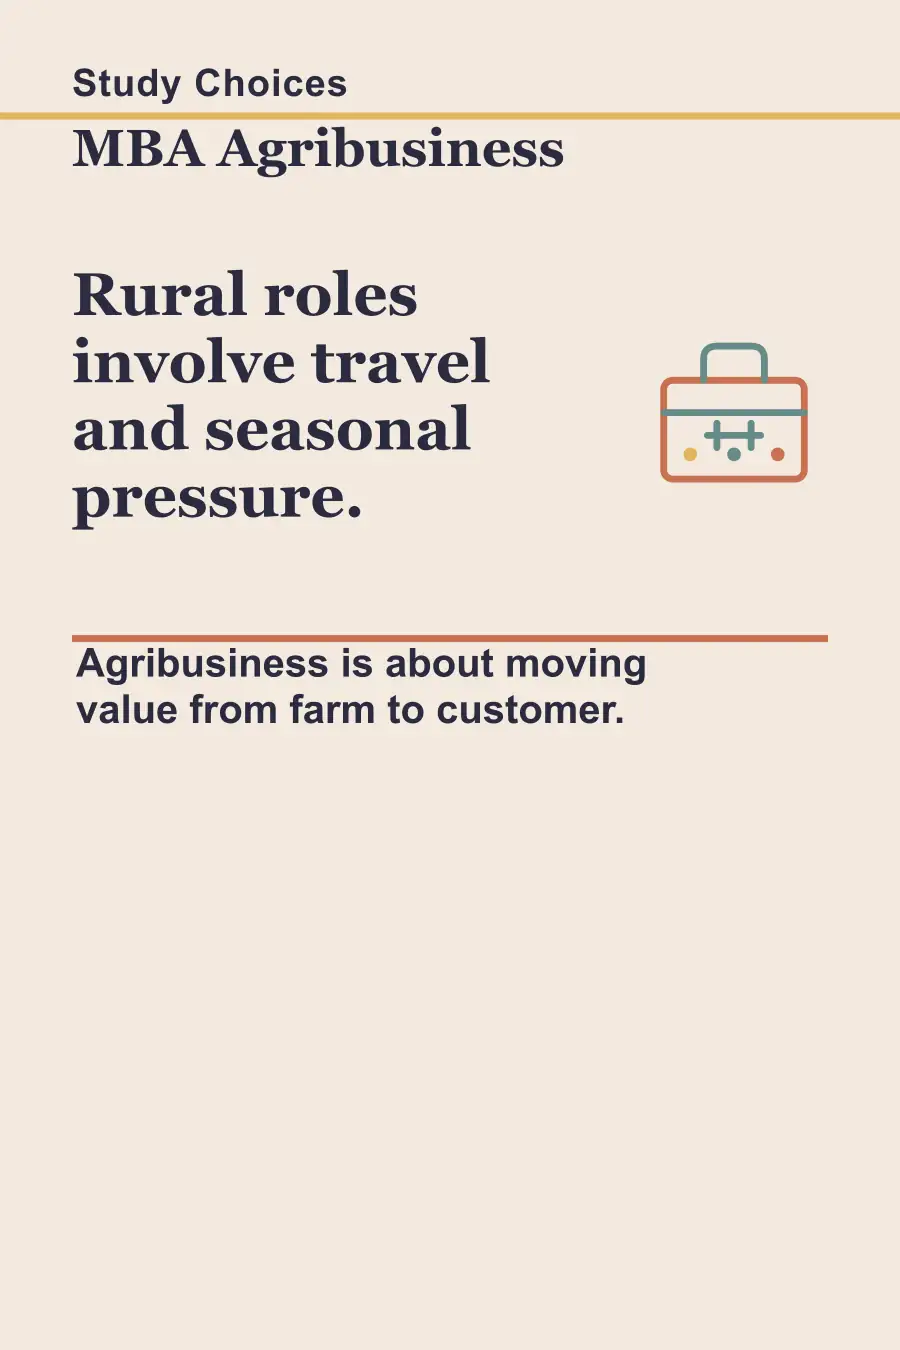 Study Choices
MBA Agribusiness
Rural roles
involve travel
and seasonal
pressure.
Agribusiness is about moving
value from farm to customer.